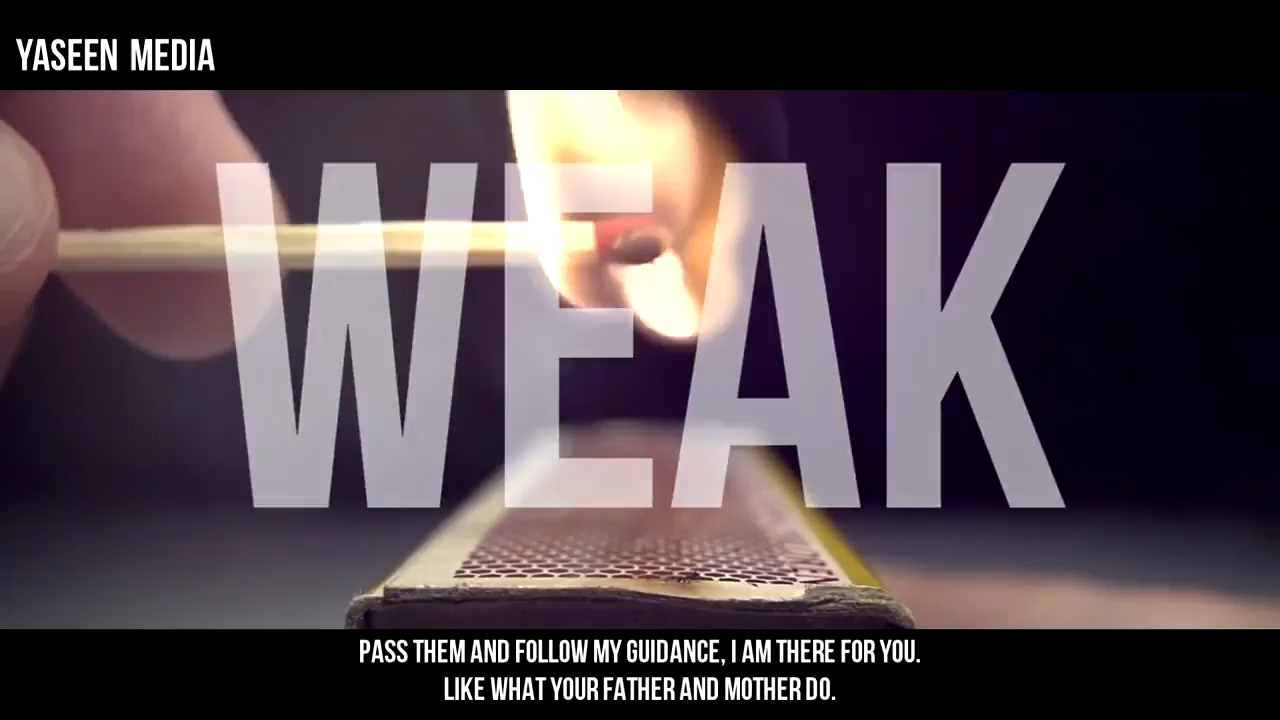 YASEEN MEDIA
WEAK
PASS THEM AND FOLLOW MY GUIDANCE, I AM THERE FOR YOU.
LIKE WHAT YOUR FATHER AND MOTHER DO.